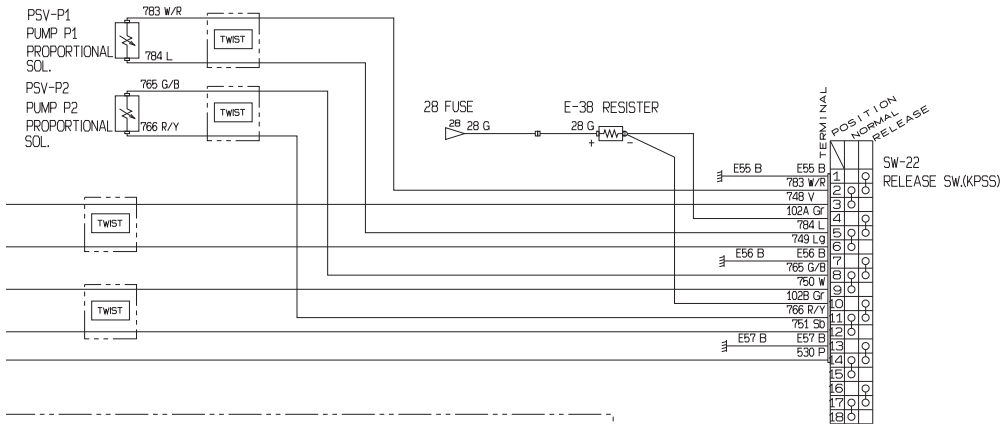 PSV-P1
PUMP P1
PROPORTIONAL
SOL.
783 W/R
784 L
TWIST
PSV-P2
PUMP P2
PROPORTIONAL
SOL.
765 G/B
766 R/Y
TWIST
28 FUSE
28
28 G
E-38 RESISTER
28 G
+
-
TERMINAL
POSITION
NORMAL
RELEASE
SW-22
RELEASE SW.(KPSS)
E55 B
E55 B
1
783 W/R
2
748 V
3
102A Gr
4
784 L
5
749 Lg
6
E56 B
E56 B
7
765 G/B
8
750 W
9
102B Gr
10
766 R/Y
11
751 Sb
12
E57 B
E57 B
13
530 P
14
15
16
17
18
TWIST
TWIST